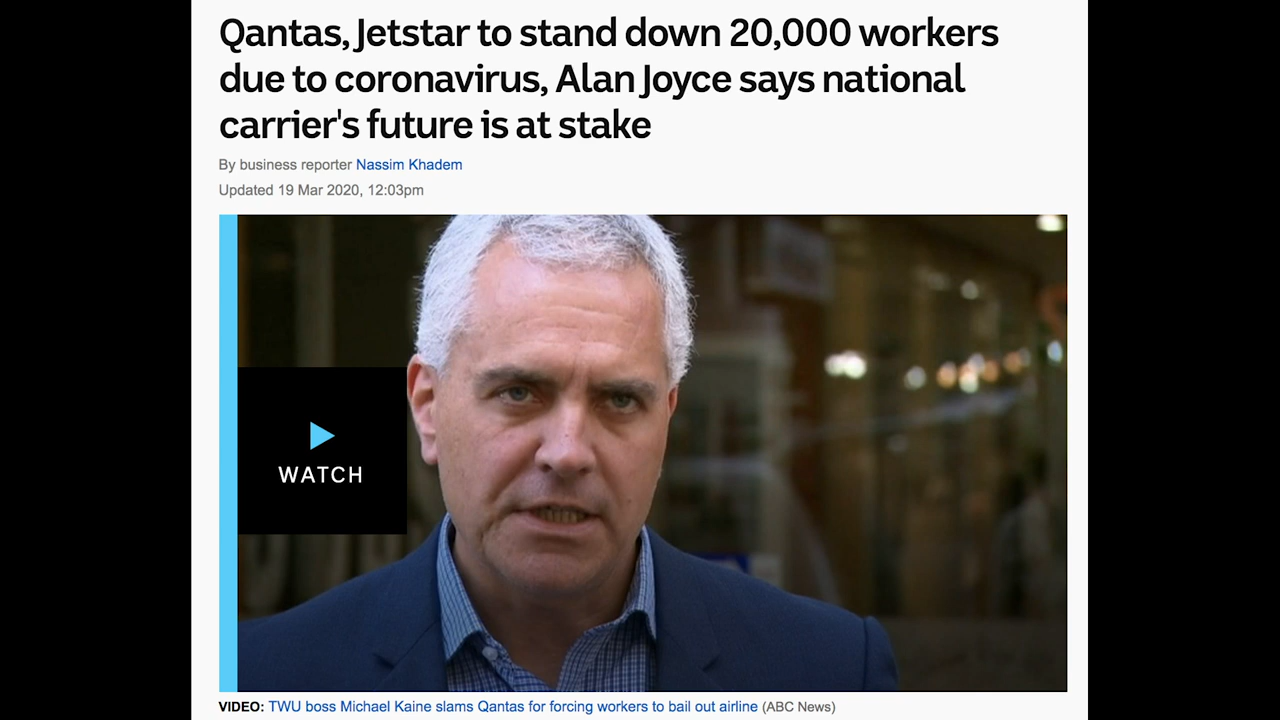 Qantas, Jetstar to stand down 20,000 workers
due to coronavirus, Alan Joyce says national
carrier's future is at stake
By business reporter Nassim Khadem
Updated 19 Mar 2020, 12:03pm
WATCH
VIDEO: TWU boss Michael Kaine slams Qantas for forcing workers to bail out airline (ABC News)